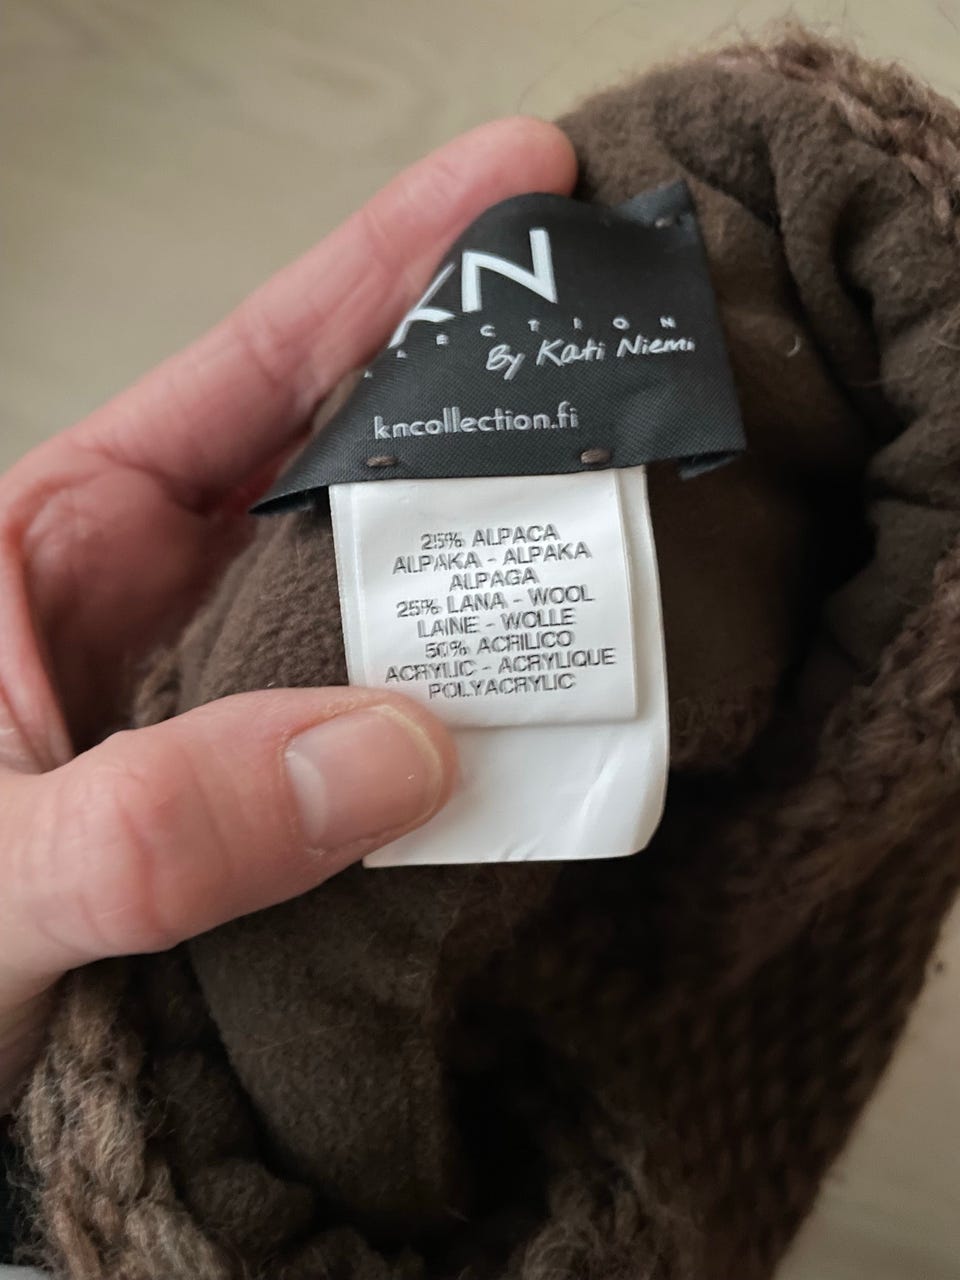 KN
LECTION
By Kati Niemi
kncollection.fi
25% ALPACA
ALPAKA - ALPAKA
ALPAGA
25% LANA - WOOL
LAINE - WOLLE
50% ACRILICO
ACRYLIC - ACRYLIQUE
POLYACRYLIC